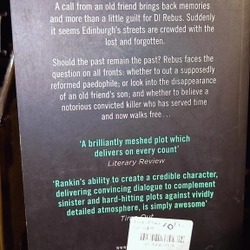 A call from an old friend brings back memories
and more than a little guilt for DI Rebus. Suddenly
it seems Edinburgh's streets are crowded with the
lost and forgotten.
Should the past remain the past? Rebus faces the
question on all fronts: whether to out a supposedly
reformed paedophile; or look into the disappearance
of an old friend's son; and whether to believe a
notorious convicted killer who has served time
and now walks free . . .
'A brilliantly meshed plot which
delivers on every count'
Literary Review
'Rankin's ability to create a credible character,
delivering convincing dialogue to complement
sinister and hard-hitting plots against vividly
detailed atmosphere, is simply awesome'
Time Out